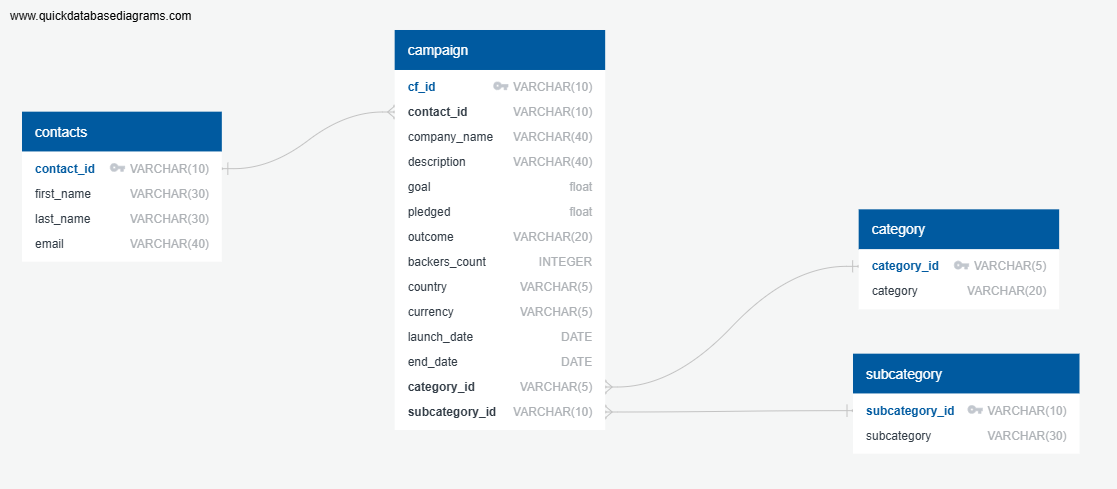 www.quickdatabasediagrams.com
contacts
contact_id VARCHAR(10)
first_name VARCHAR(30)
last_name VARCHAR(30)
email VARCHAR(40)
campaign
cf_id VARCHAR(10)
contact_id VARCHAR(10)
company_name VARCHAR(40)
description VARCHAR(40)
goal float
pledged float
outcome VARCHAR(20)
backers_count INTEGER
country VARCHAR(5)
currency VARCHAR(5)
launch_date DATE
end_date DATE
category_id VARCHAR(5)
subcategory_id VARCHAR(10)
category
category_id VARCHAR(5)
category VARCHAR(20)
subcategory
subcategory_id VARCHAR(10)
subcategory VARCHAR(30)